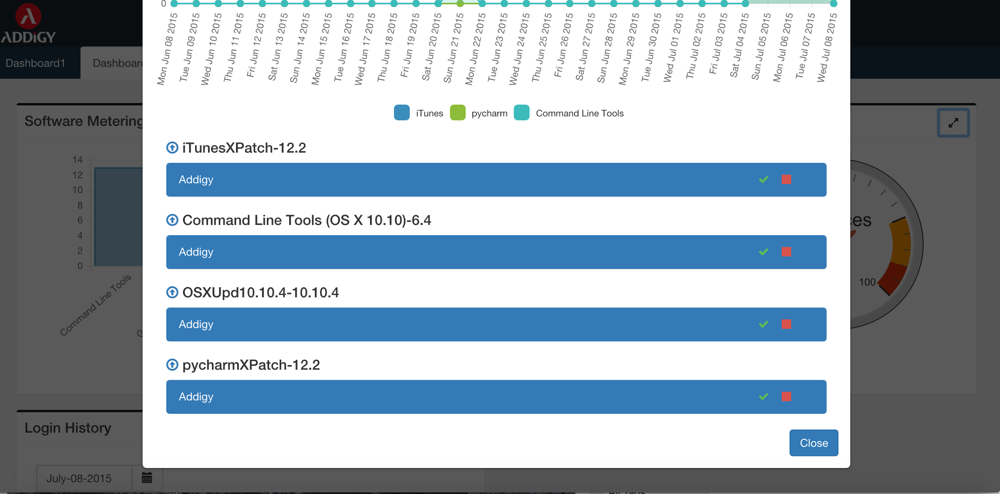 ADDiGY
Dashboard1
Dashboar
0
Mon Jun 08 2015
Tue Jun 09 2015
Wed Jun 10 2015
Thu Jun 11 2015
Fri Jun 12 2015
Sat Jun 13 2015
Sun Jun 14 2015
Mon Jun 15 2015
Tue Jun 16 2015
Wed Jun 17 2015
Thu Jun 18 2015
Fri Jun 19 2015
Sat Jun 20 2015
Sun Jun 21 2015
Mon Jun 22 2015
Tue Jun 23 2015
Wed Jun 24 2015
Thu Jun 25 2015
Fri Jun 26 2015
Sat Jun 27 2015
Sun Jun 28 2015
Mon Jun 29 2015
Tue Jun 30 2015
Wed Jul 01 2015
Thu Jul 02 2015
Fri Jul 03 2015
Sat Jul 04 2015
Sun Jul 05 2015
Mon Jul 06 2015
Tue Jul 07 2015
Wed Jul 08 2015
iTunes pycharm Command Line Tools
Software Metering
14
12
10
8
6
4
2
0
Command Line Tools
G
iTunesXPatch-12.2
Addigy
Command Line Tools (OS X 10.10)-6.4
Addigy
OSXUpd10.10.4-10.10.4
Addigy
pycharmXPatch-12.2
Addigy
Close
es
100
Login History
July-08-2015